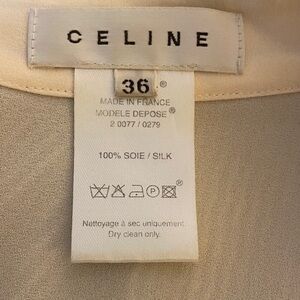 CELINE
36 ®
MADE IN FRANCE
MODELE DEPOSE®
2 0077 / 0279
100% SOIE / SILK
P ®
Nettoyage à sec uniquement
Dry clean only.